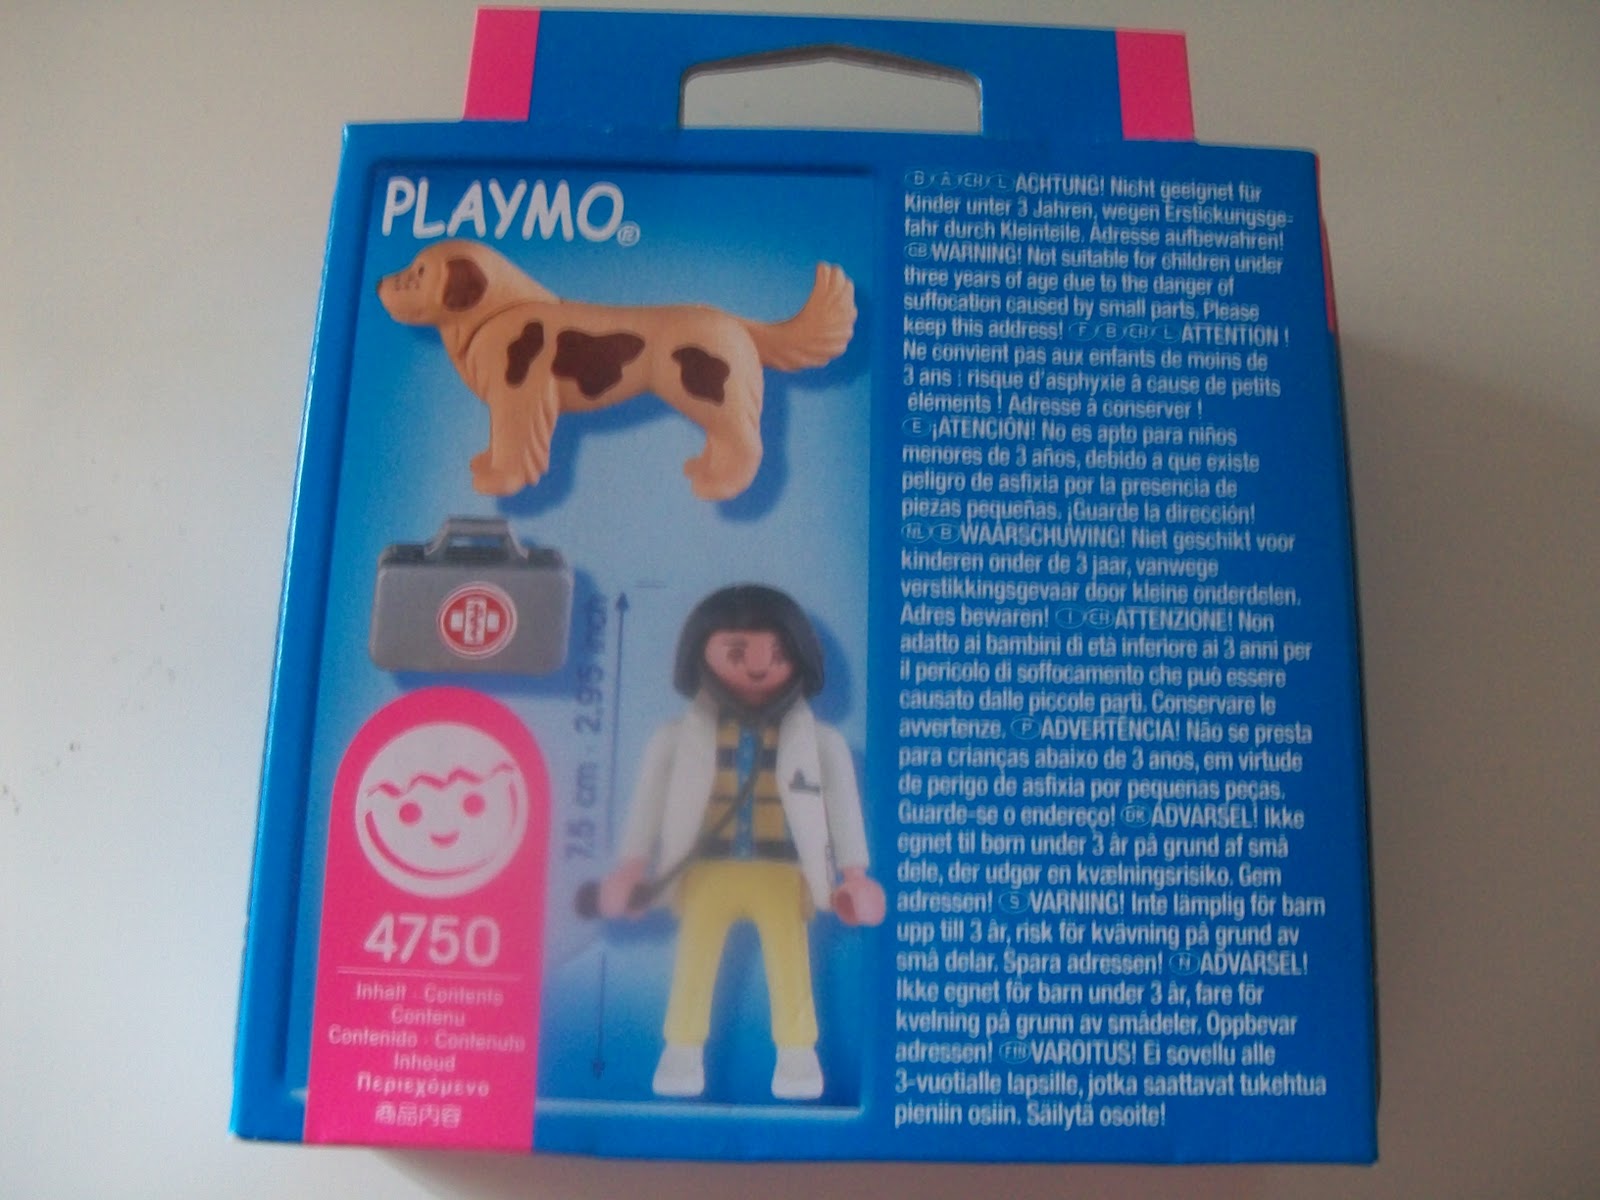 PLAYMO
7.5 cm · 2.95 inch
4750
Inhalt · Contents
Contenu
Contenido · Contenuto
Inhoud
Περιεχόμενο
商品内容
D A CH L ACHTUNG! Nicht geeignet für
Kinder unter 3 Jahren, wegen Erstickungsge-
fahr durch Kleinteile. Adresse aufbewahren!
GB WARNING! Not suitable for children under
three years of age due to the danger of
suffocation caused by small parts. Please
keep this address! F B CH L ATTENTION !
Ne convient pas aux enfants de moins de
3 ans : risque d'asphyxie à cause de petits
éléments ! Adresse à conserver !
E ¡ATENCIÓN! No es apto para niños
menores de 3 años, debido a que existe
peligro de asfixia por la presencia de
piezas pequeñas. ¡Guarde la dirección!
NL B WAARSCHUWING! Niet geschikt voor
kinderen onder de 3 jaar, vanwege
verstikkingsgevaar door kleine onderdelen.
Adres bewaren! I CH ATTENZIONE! Non
adatto ai bambini di età inferiore ai 3 anni per
il pericolo di soffocamento che può essere
causato dalle piccole parti. Conservare le
avvertenze. P ADVERTÊNCIA! Não se presta
para crianças abaixo de 3 anos, em virtude
de perigo de asfixia por pequenas peças.
Guarde-se o endereço! DK ADVARSEL! Ikke
egnet til børn under 3 år på grund af små
dele, der udgør en kvælningsrisiko. Gem
adressen! S VARNING! Inte lämplig för barn
upp till 3 år, risk för kvävning på grund av
små delar. Spara adressen! N ADVARSEL!
Ikke egnet for barn under 3 år, fare for
kvelning på grunn av smådeler. Oppbevar
adressen! FIN VAROITUS! Ei sovellu alle
3-vuotialle lapsille, jotka saattavat tukehtua
pieniin osiin. Säilytä osoite!